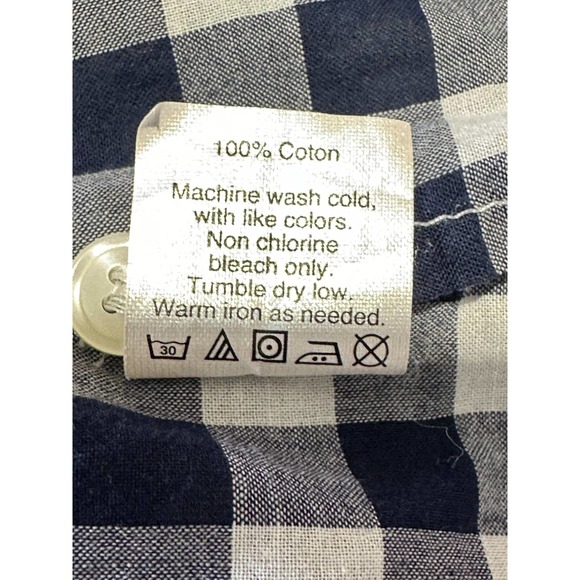 100% Coton
Machine wash cold,
with like colors.
Non chlorine
bleach only.
Tumble dry low.
Warm iron as needed.
30